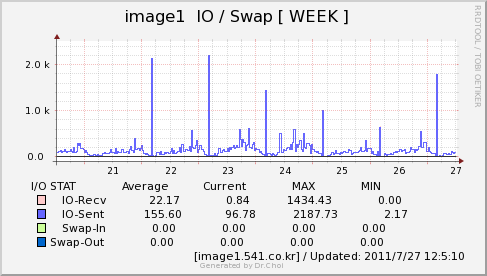 image1 IO / Swap [ WEEK ]
RRDTOOL / TOBI OETIKER
2.0 k
1.0 k
0.0
21 22 23 24 25 26 27
I/O STAT Average Current MAX MIN
IO-Recv 22.17 0.84 1434.43 0.00
IO-Sent 155.60 96.78 2187.73 2.17
Swap-In 0.00 0.00 0.00 0.00
Swap-Out 0.00 0.00 0.00 0.00
[image1.541.co.kr] / Updated: 2011/7/27 12:5:10
Generated by Dr.Choi